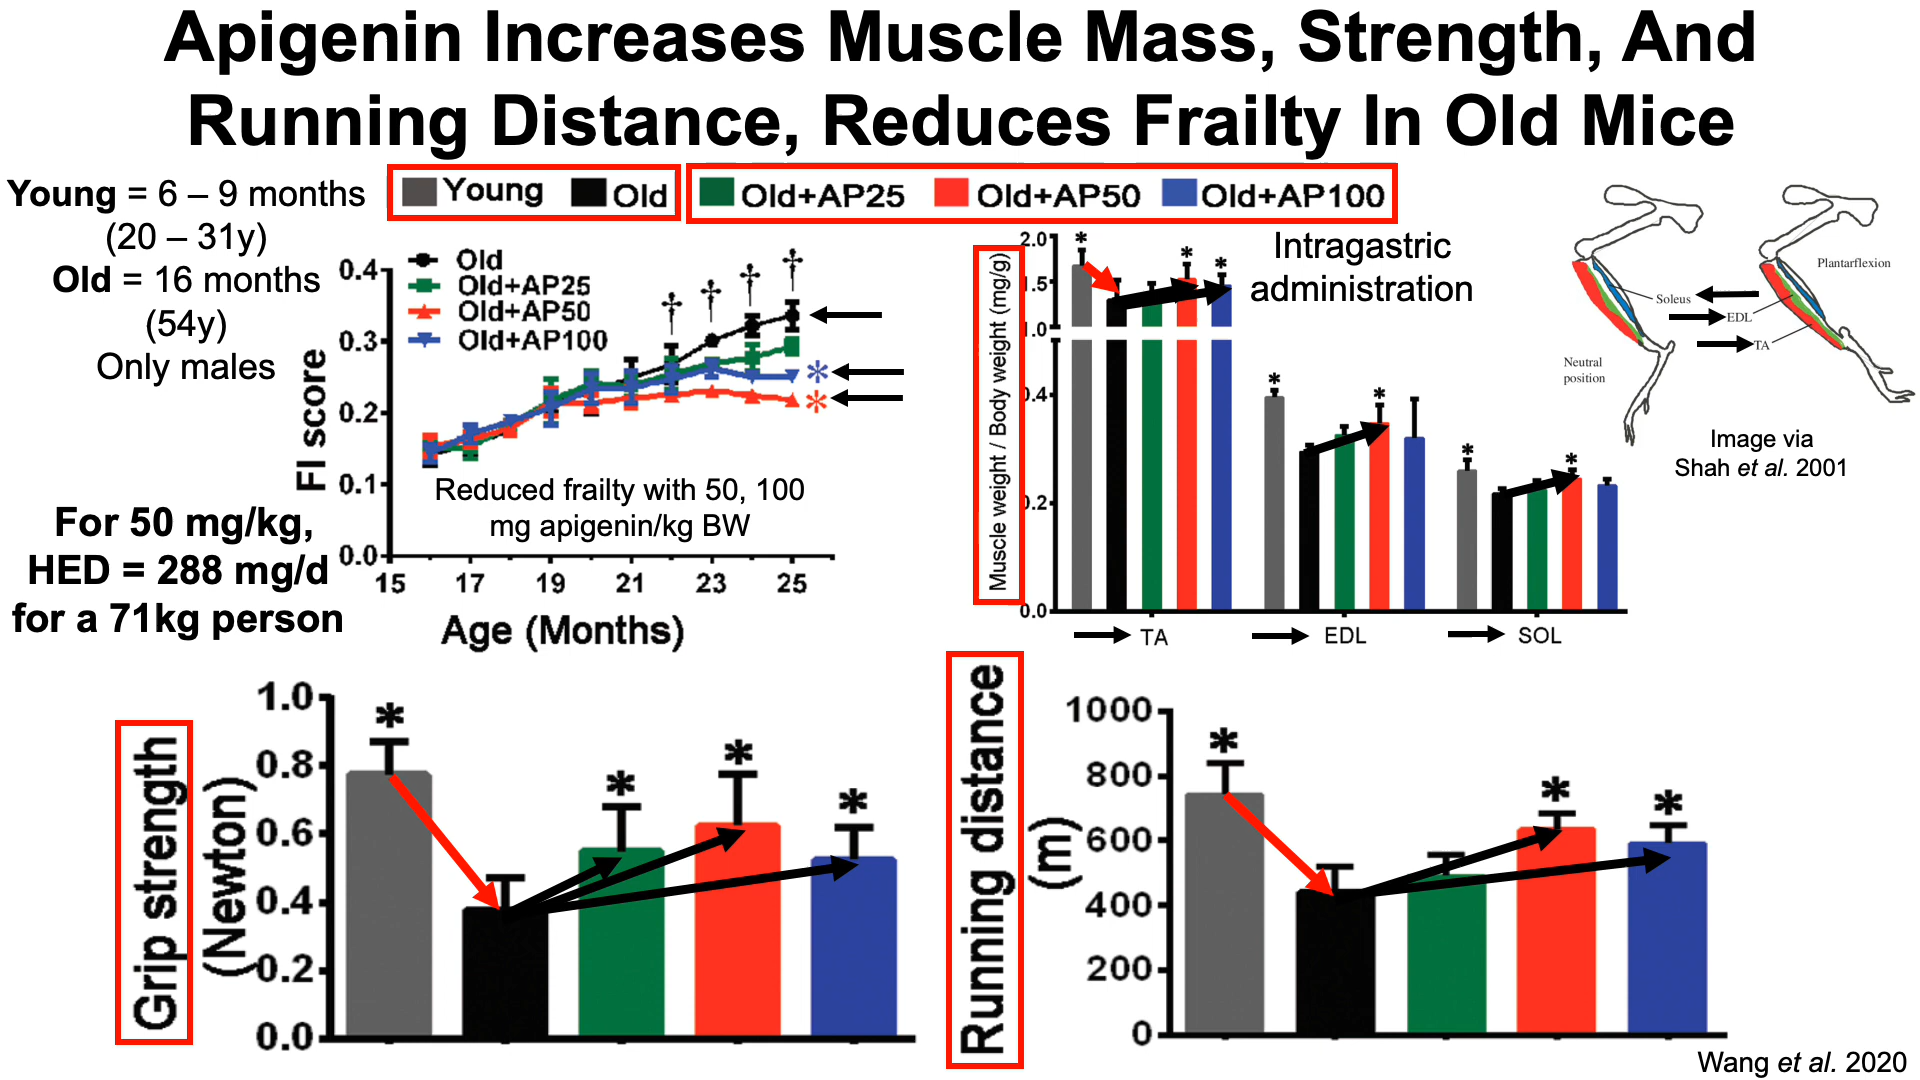 Apigenin Increases Muscle Mass, Strength, And
Running Distance, Reduces Frailty In Old Mice
Young = 6 – 9 months
(20 – 31y)
Old = 16 months
(54y)
Only males
Young
Old
Old+AP25
Old+AP50
Old+AP100
FI score
0.4
0.3
0.2
0.1
0.0
Old
Old+AP25
Old+AP50
Old+AP100
†
†
†
†
*
*
Reduced frailty with 50, 100
mg apigenin/kg BW
15
17
19
21
23
25
Age (Months)
For 50 mg/kg,
HED = 288 mg/d
for a 71kg person
Muscle weight / Body weight (mg/g)
2.0
1.5
1.0
0.4
0.2
0.0
*
*
*
*
*
*
*
Intragastric
administration
TA
EDL
SOL
Plantarflexion
Soleus
EDL
TA
Neutral
position
Image via
Shah et al. 2001
Grip strength
(Newton)
1.0
0.8
0.6
0.4
0.2
0.0
*
*
*
*
Running distance
(m)
1000
800
600
400
200
0
*
*
*
Wang et al. 2020